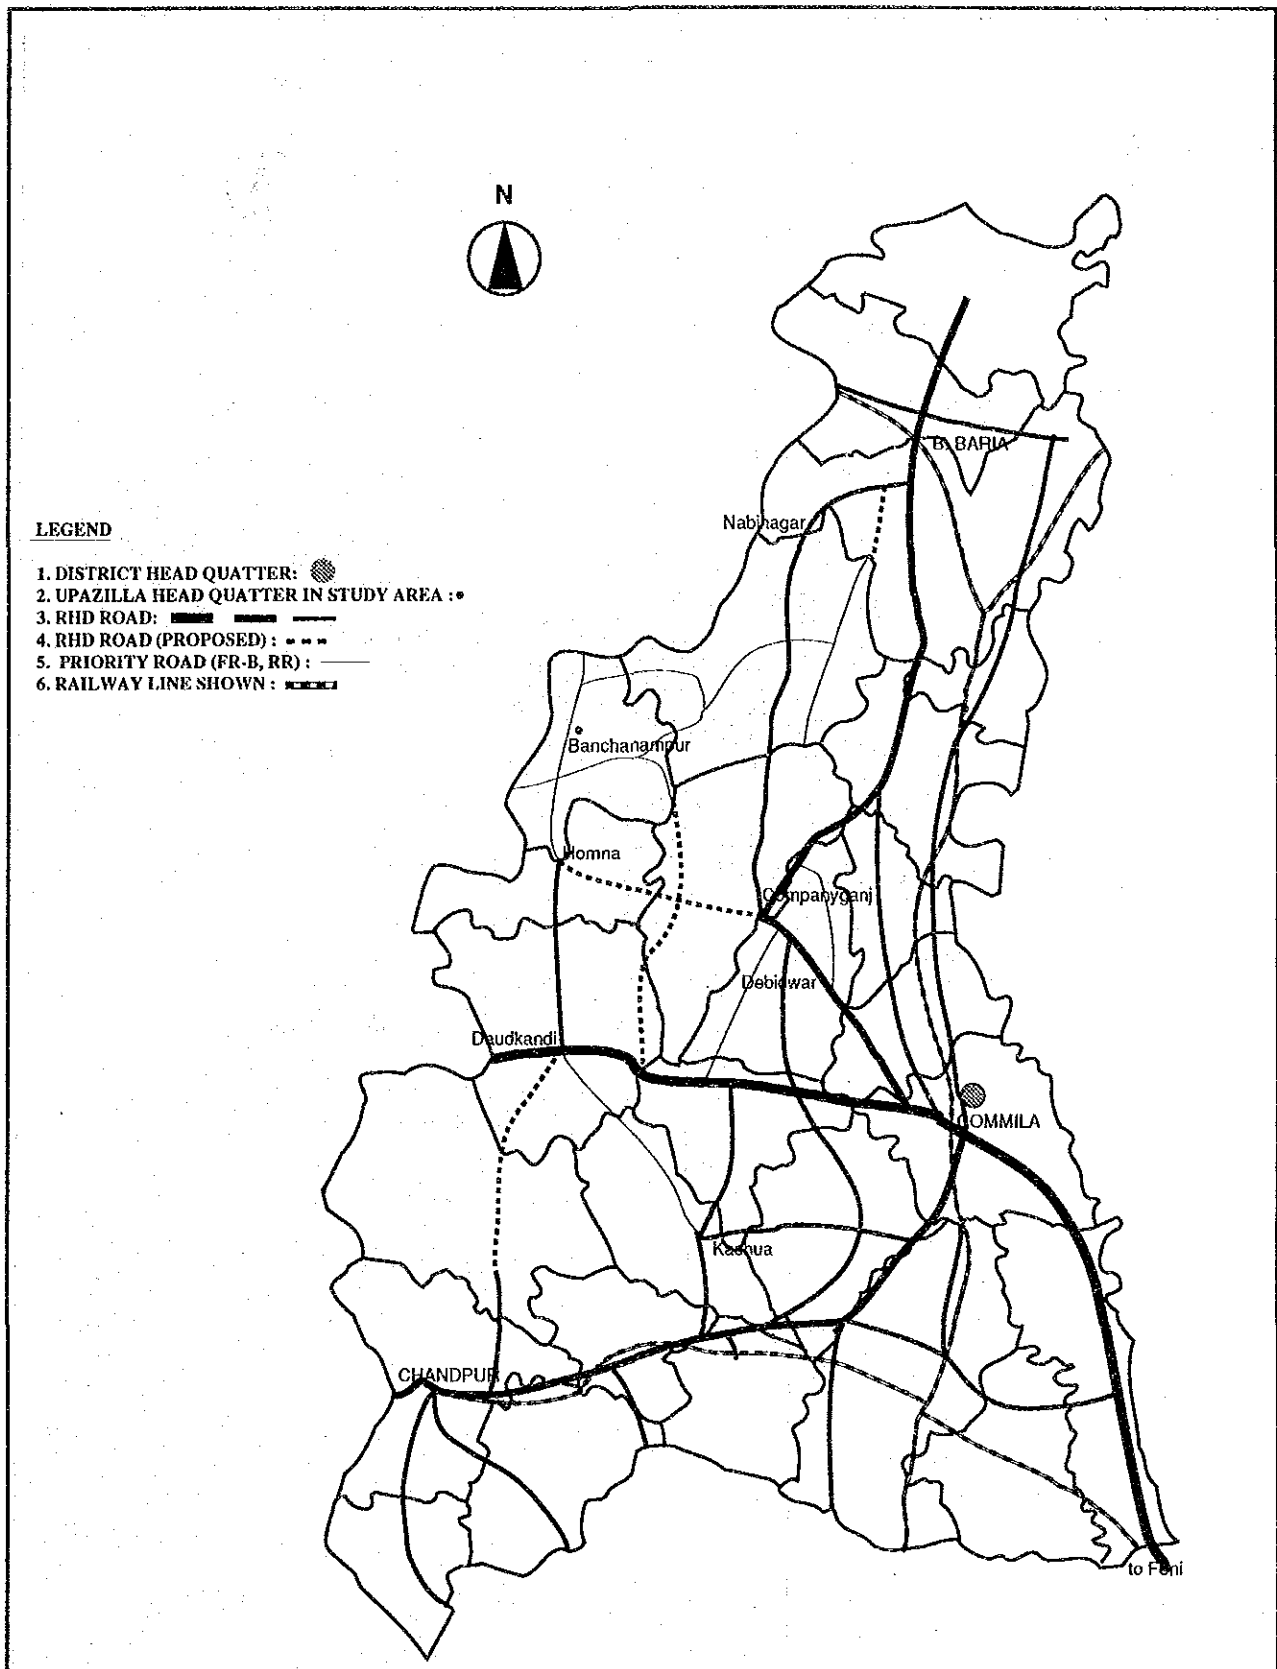 N
B. BARIA
Nabinagar
LEGEND
1. DISTRICT HEAD QUATTER:
2. UPAZILLA HEAD QUATTER IN STUDY AREA :
3. RHD ROAD:
4. RHD ROAD (PROPOSED) :
5. PRIORITY ROAD (FR-B, RR) :
6. RAILWAY LINE SHOWN :
Banchanampur
Homna
Companyganj
Debidwar
Daudkandi
COMMILA
Kachua
CHANDPUR
to Feni